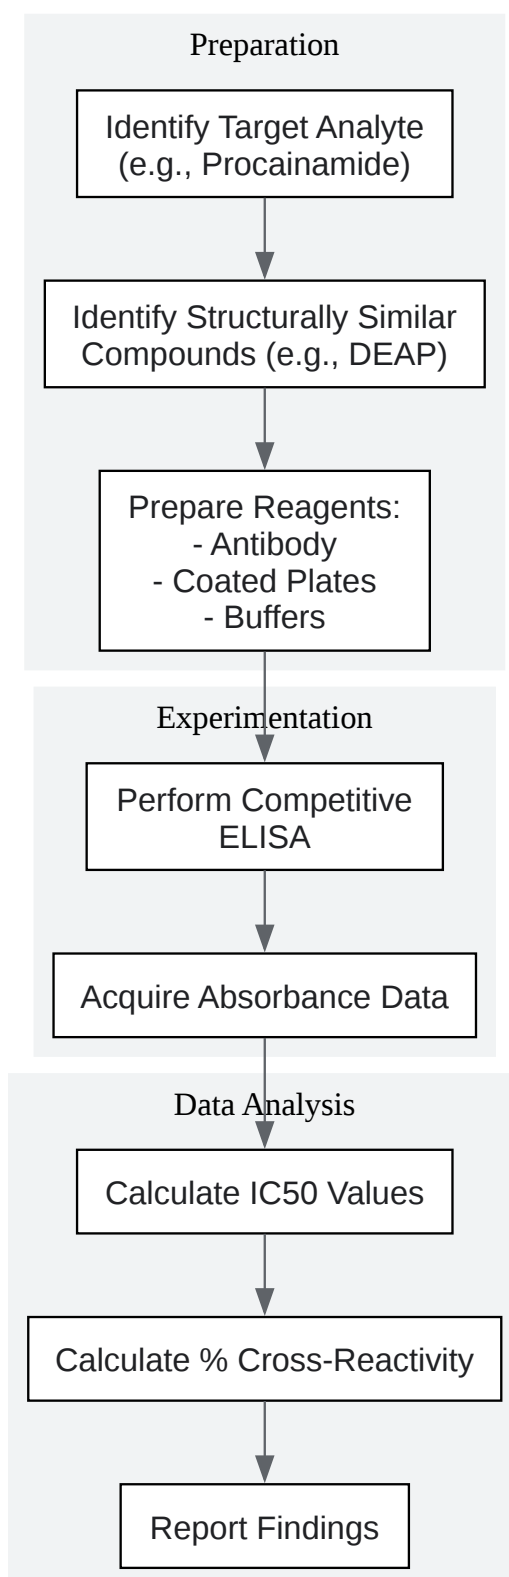 Preparation
Identify Target Analyte
(e.g., Procainamide)
Identify Structurally Similar
Compounds (e.g., DEAP)
Prepare Reagents:
- Antibody
- Coated Plates
- Buffers
Experimentation
Perform Competitive
ELISA
Acquire Absorbance Data
Data Analysis
Calculate IC50 Values
Calculate % Cross-Reactivity
Report Findings